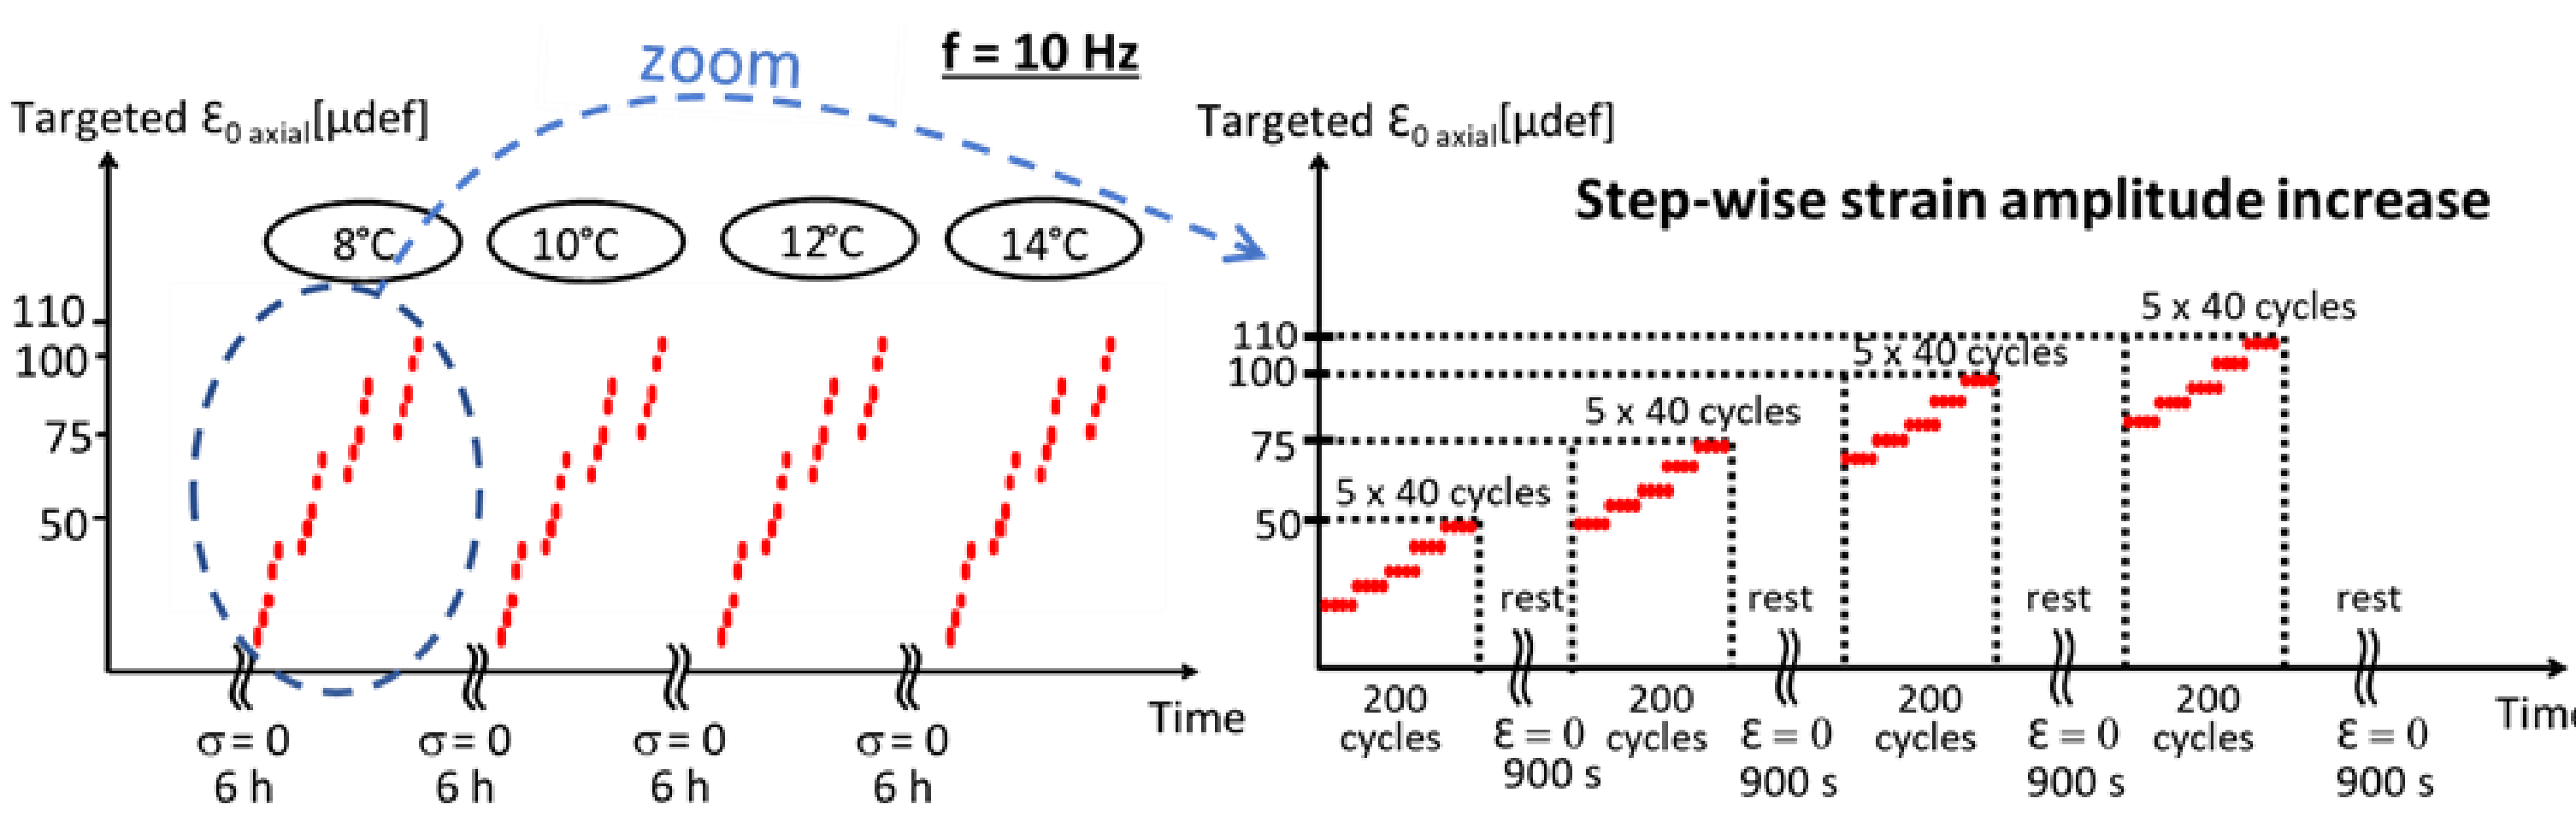 zoom
f = 10 Hz
Targeted Ɛ0 axial[µdef]
8°C
10°C
12°C
14°C
110
100
75
50
σ = 0
6 h
σ = 0
6 h
σ = 0
6 h
σ = 0
6 h
Time
Targeted Ɛ0 axial[µdef]
Step-wise strain amplitude increase
110
100
75
50
5 x 40 cycles
5 x 40 cycles
5 x 40 cycles
5 x 40 cycles
rest
rest
rest
rest
200
cycles
Ɛ = 0
900 s
200
cycles
Ɛ = 0
900 s
200
cycles
Ɛ = 0
900 s
200
cycles
Ɛ = 0
900 s
Time